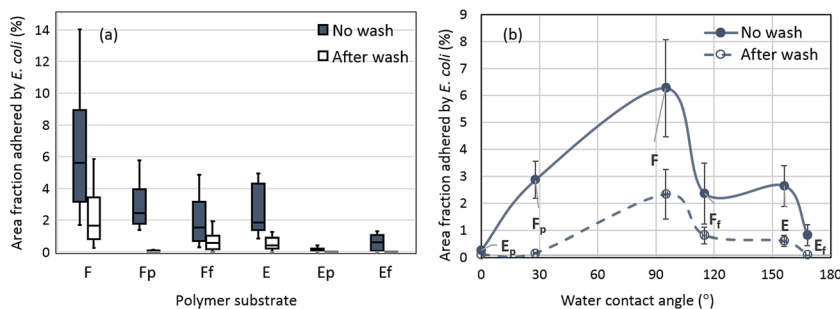 Area fraction adhered by E. coli (%)
14
12
10
8
6
4
2
0
(a)
No wash
After wash
F Fp Ff E Ep Ef
Polymer substrate
Area fraction adhered by E. coli (%)
9
8
7
6
5
4
3
2
1
0
(b)
No wash
After wash
F
Fp
Ff
E
Ep
Ef
0 30 60 90 120 150 180
Water contact angle (°)